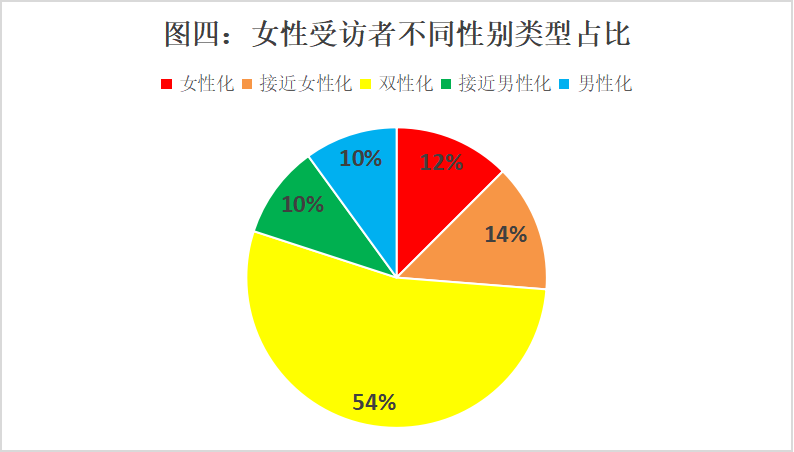 图四：女性受访者不同性别类型占比
女性化 接近女性化 双性化 接近男性化 男性化
10% 12%
10% 14%
54%